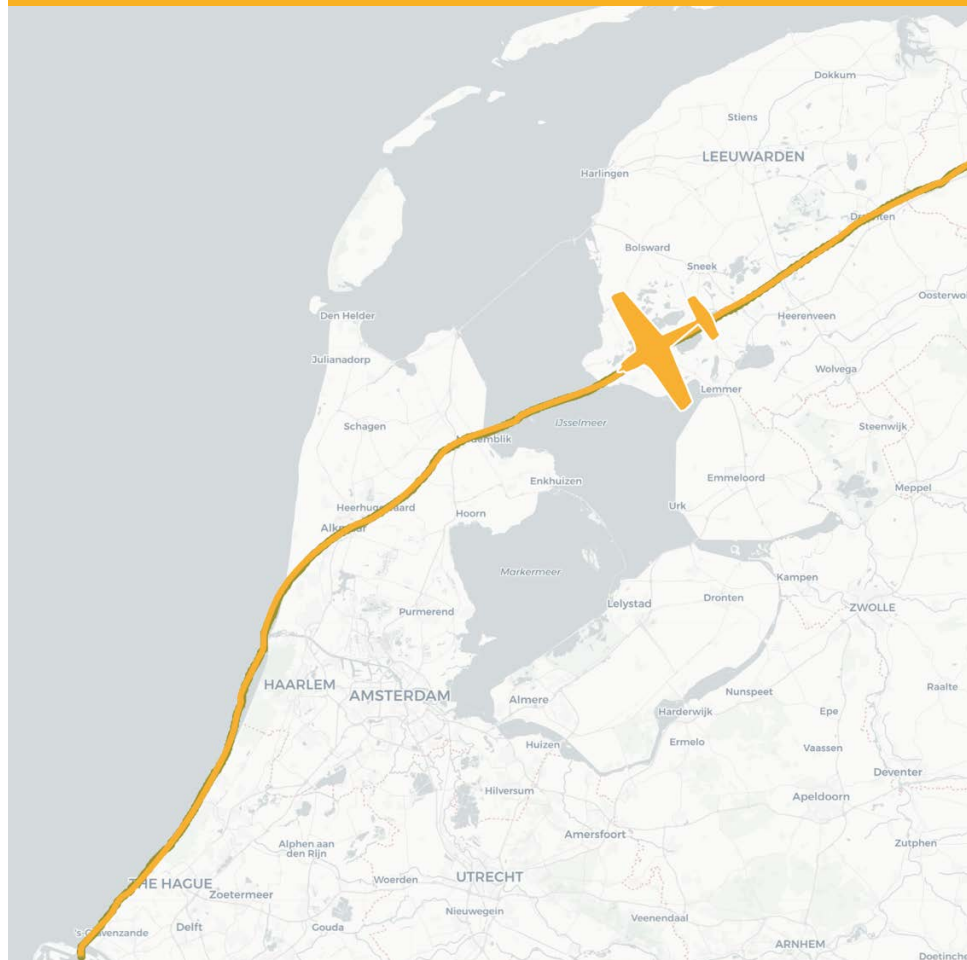 Dokkum
Stiens
LEEUWARDEN
Harlingen
Bolsward
Sneek
Den Helder
Heerenveen
Julianadorp
Wolvega
Lemmer
IJsselmeer
Schagen
Steenwijk
Enkhuizen
Emmeloord
Meppel
Hoorn
Urk
Markermeer
Kampen
Lelystad
Dronten
ZWOLLE
Purmerend
HAARLEM
AMSTERDAM
Almere
Nunspeet
Raalte
Harderwijk
Epe
Huizen
Ermelo
Vaassen
Deventer
Hilversum
Apeldoorn
Amersfoort
Zutphen
Alphen aan
den Rijn
Woerden
UTRECHT
THE HAGUE
Zoetermeer
Nieuwegein
Veenendaal
Delft
Gouda
ARNHEM